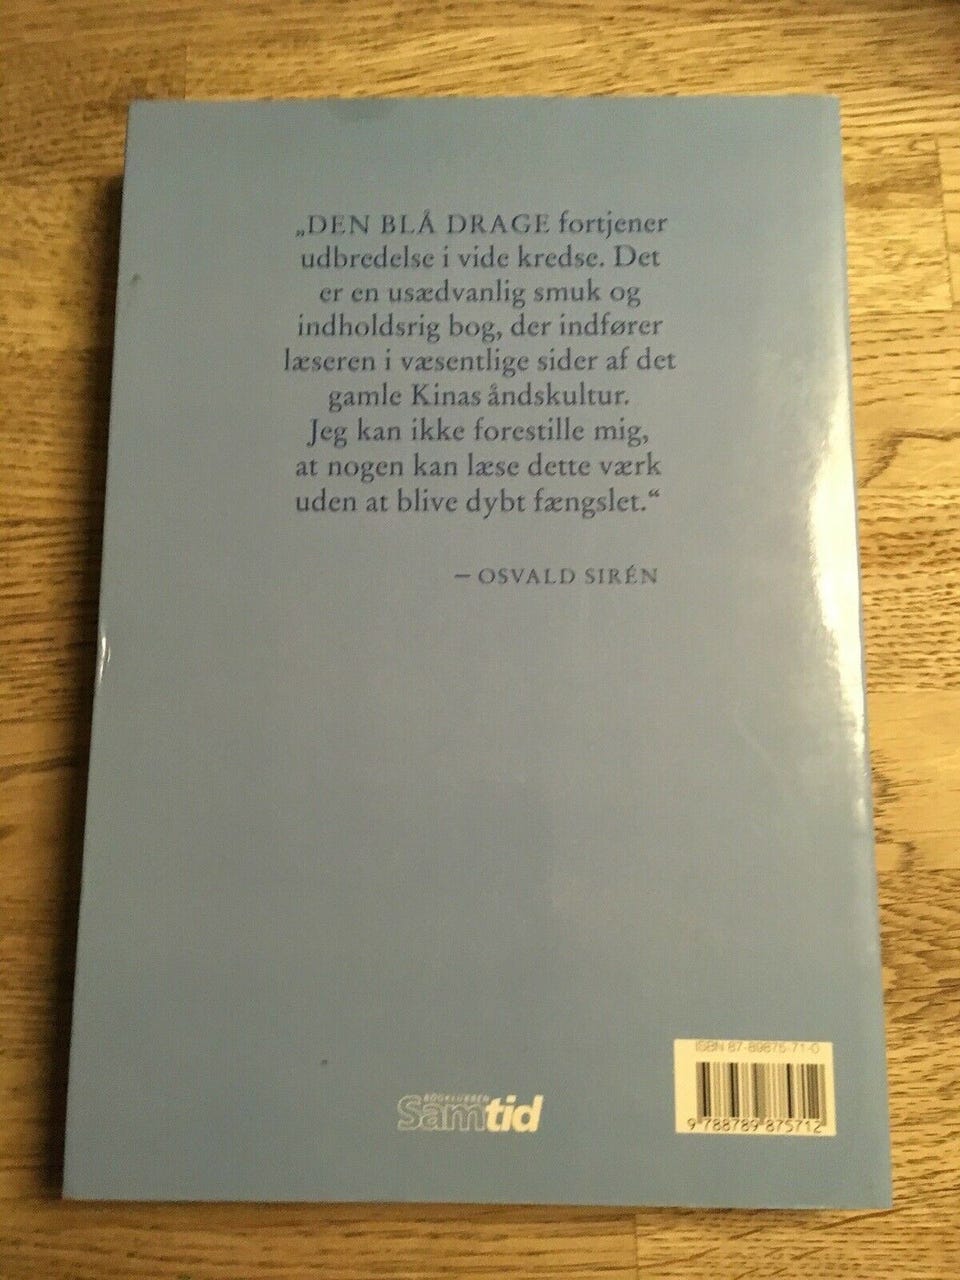 „DEN BLÅ DRAGE fortjener
udbredelse i vide kredse. Det
er en usædvanlig smuk og
indholdsrig bog, der indfører
læseren i væsentlige sider af det
gamle Kinas åndskultur.
Jeg kan ikke forestille mig,
at nogen kan læse dette værk
uden at blive dybt fængslet.“
– OSVALD SIRÉN
BOGKLUBBEN
Samtid
ISBN 87-89875-71-0
9 788789 875712